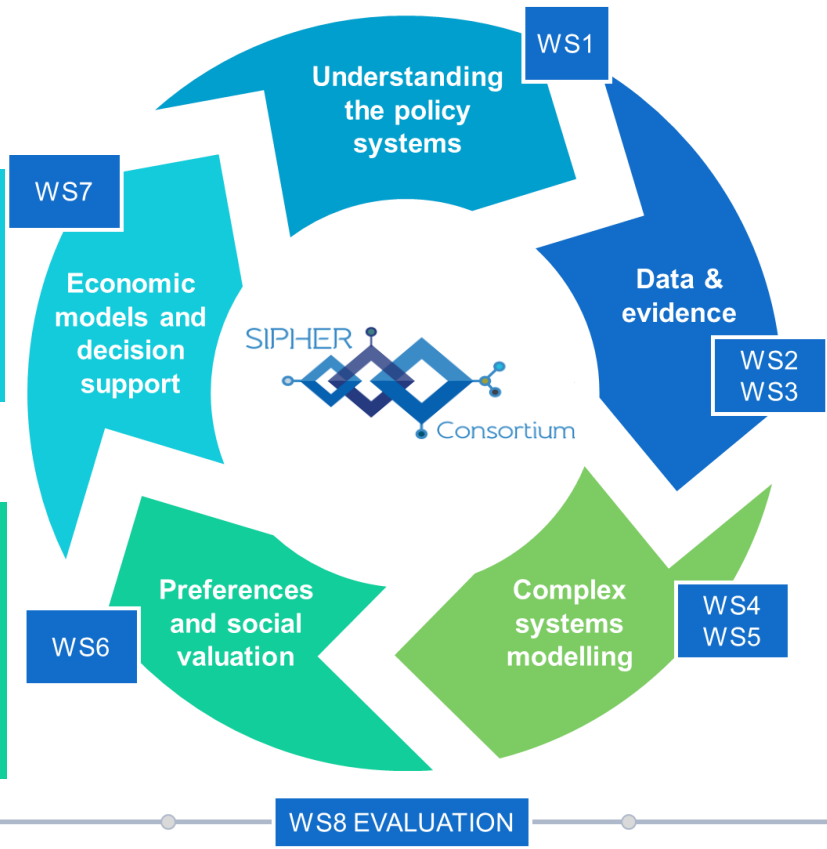 WS1
Understanding
the policy
systems
WS7
Data &
evidence
Economic
models and
decision
support
SIPHER
Consortium
WS2
WS3
Preferences
and social
valuation
Complex
systems
modelling
WS4
WS5
WS6
WS8 EVALUATION